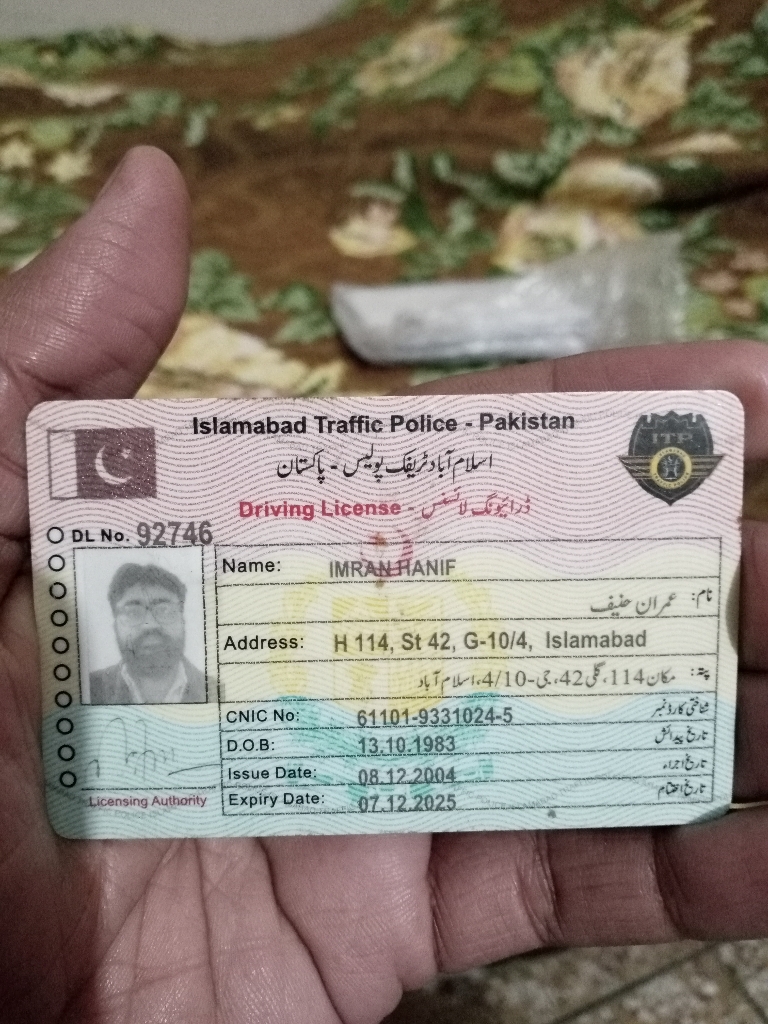 Islamabad Traffic Police - Pakistan
اسلام آباد ٹریفک پولیس - پاکستان
I T P
Driving License - ڈرائیونگ لائسنس
DL No. 92746
Name: IMRAN HANIF
نام: عمران حنیف
Address: H 114, St 42, G-10/4, Islamabad
پتہ: مکان 114، گلی 42، جی-10/4، اسلام آباد
CNIC No: 61101-9331024-5 شناختی کارڈ نمبر
D.O.B: 13.10.1983 تاریخ پیدائش
Issue Date: 08.12.2004 تاریخ اجراء
Expiry Date: 07.12.2025 تاریخ اختتام
Licensing Authority